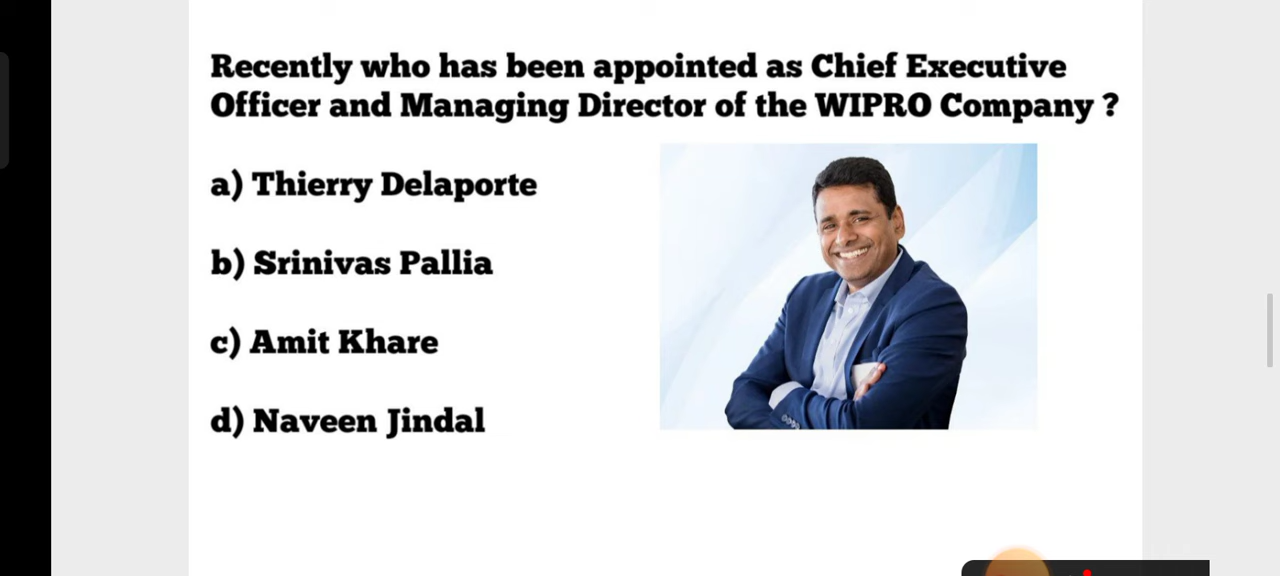 Recently who has been appointed as Chief Executive
Officer and Managing Director of the WIPRO Company ?
a) Thierry Delaporte
b) Srinivas Pallia
c) Amit Khare
d) Naveen Jindal